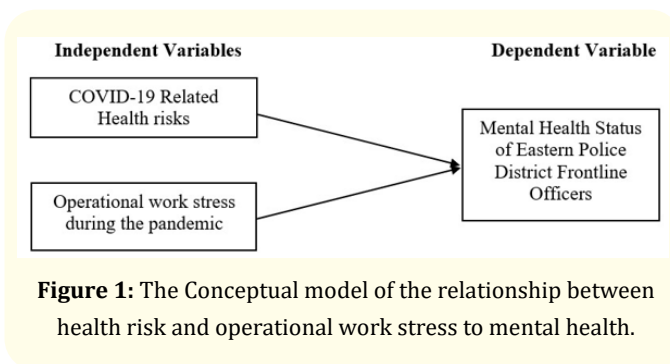 Independent Variables
Dependent Variable
COVID-19 Related
Health risks
Operational work stress
during the pandemic
Mental Health Status
of Eastern Police
District Frontline
Officers
Figure 1: The Conceptual model of the relationship between
health risk and operational work stress to mental health.